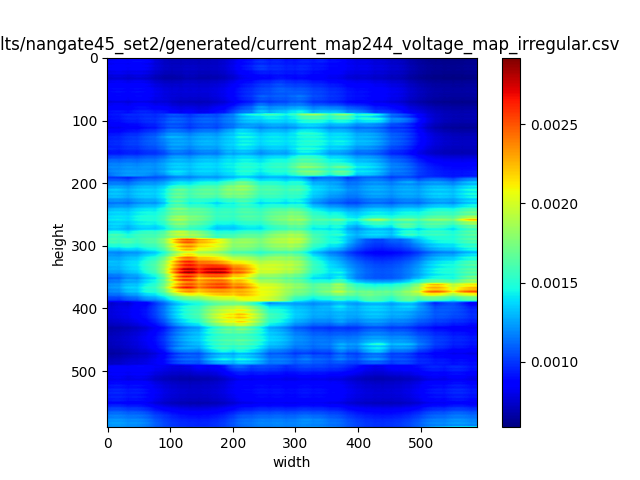 lts/nangate45_set2/generated/current_map244_voltage_map_irregular.csv
0
100
200
300
400
500
height
0 100 200 300 400 500
width
0.0025
0.0020
0.0015
0.0010